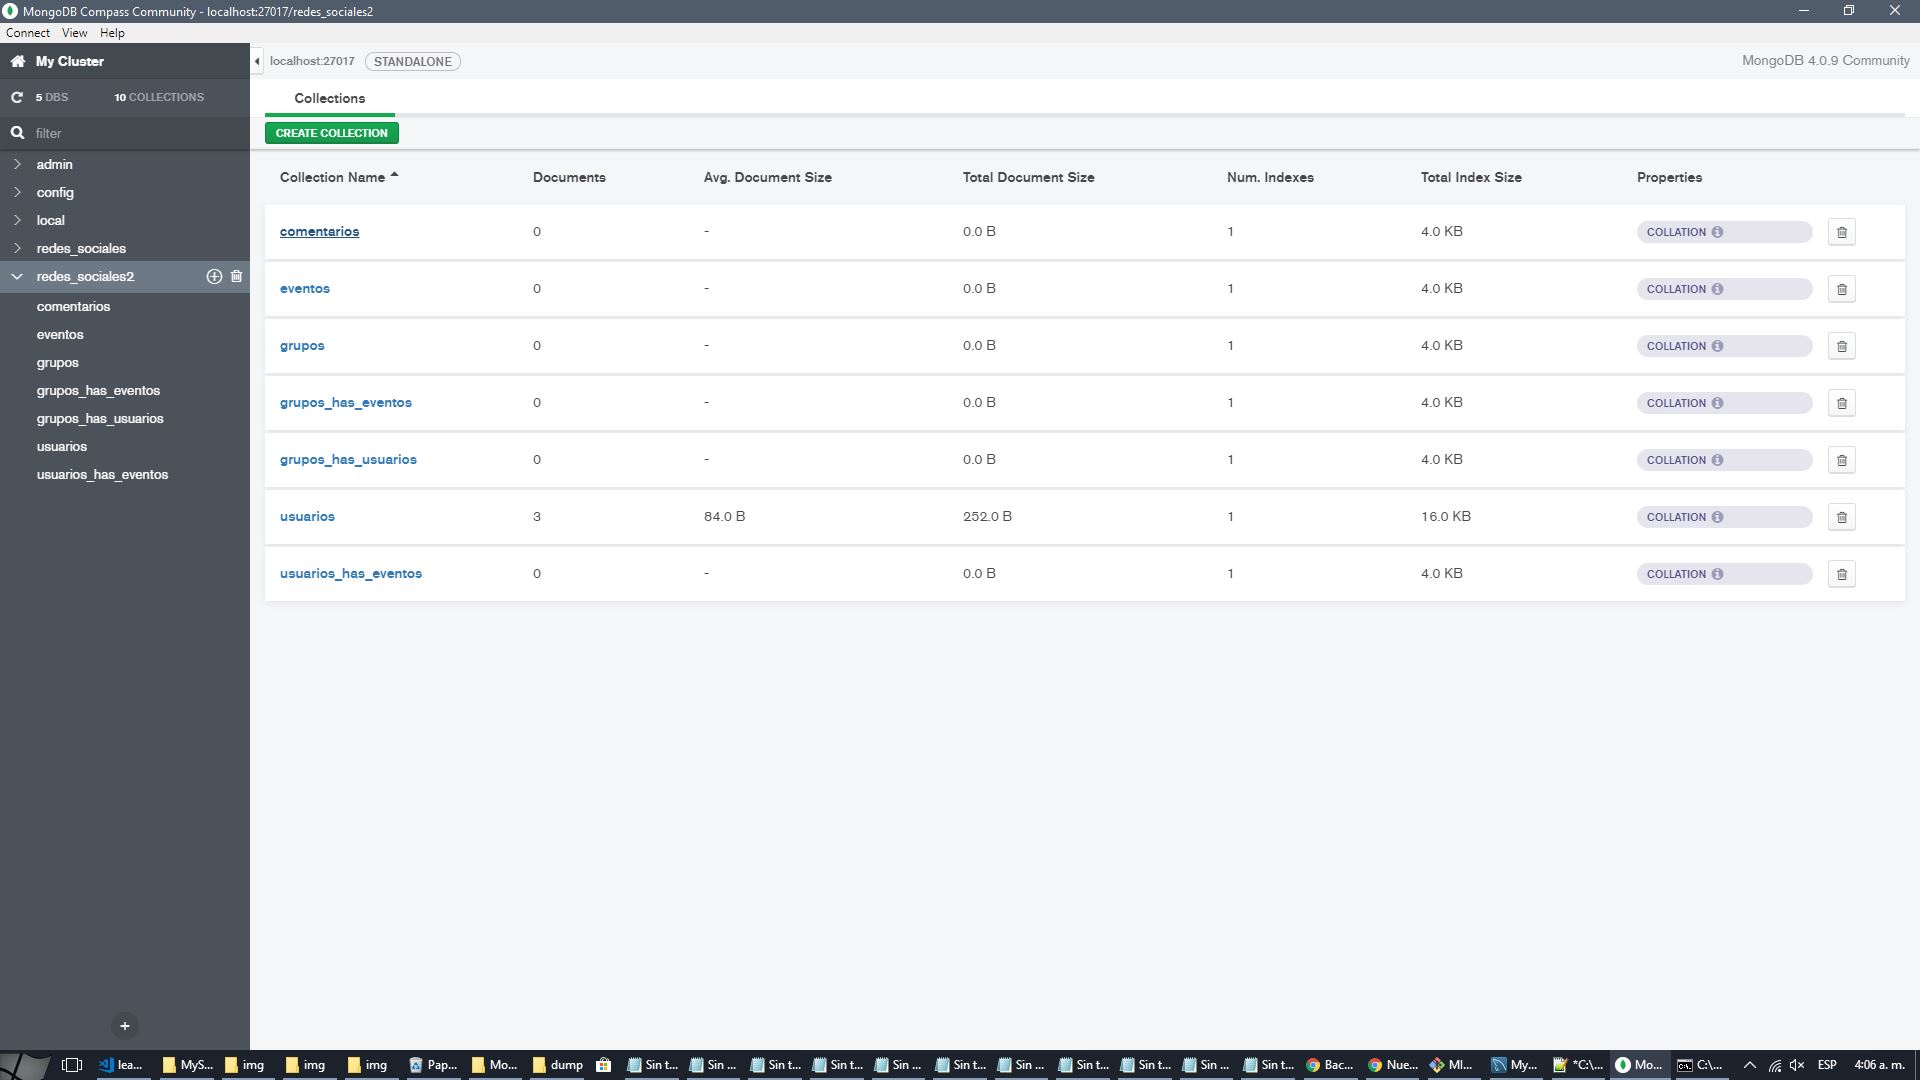 MongoDB Compass Community - localhost:27017/redes_sociales2
Connect View Help
My Cluster
localhost:27017 STANDALONE
MongoDB 4.0.9 Community
5 DBS 10 COLLECTIONS
filter
admin
config
local
redes_sociales
redes_sociales2
comentarios
eventos
grupos
grupos_has_eventos
grupos_has_usuarios
usuarios
usuarios_has_eventos
Collections
CREATE COLLECTION
Collection Name Documents Avg. Document Size Total Document Size Num. Indexes Total Index Size Properties
comentarios 0 - 0.0 B 1 4.0 KB COLLATION
eventos 0 - 0.0 B 1 4.0 KB COLLATION
grupos 0 - 0.0 B 1 4.0 KB COLLATION
grupos_has_eventos 0 - 0.0 B 1 4.0 KB COLLATION
grupos_has_usuarios 0 - 0.0 B 1 4.0 KB COLLATION
usuarios 3 84.0 B 252.0 B 1 16.0 KB COLLATION
usuarios_has_eventos 0 - 0.0 B 1 4.0 KB COLLATION
lea... MyS... img img img Pap... Mo... dump Sin t... Sin ... Sin t... Sin t... Sin ... Sin t... Sin ... Sin t... Sin t... Sin ... Sin t... Bac... Nue... MI... My... *C:\... Mo... C:\... ESP 4:06 a. m.